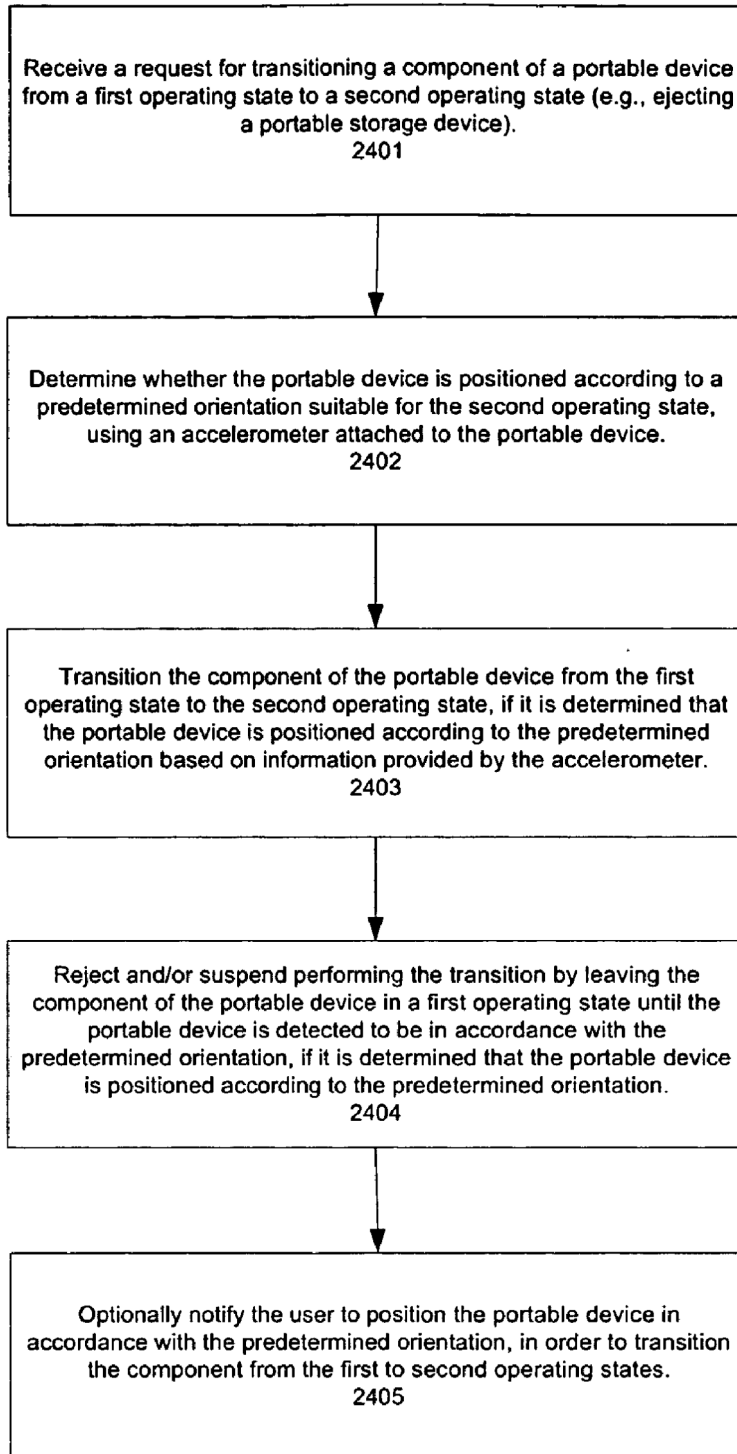 Receive a request for transitioning a component of a portable device
from a first operating state to a second operating state (e.g., ejecting
a portable storage device).
2401
Determine whether the portable device is positioned according to a
predetermined orientation suitable for the second operating state,
using an accelerometer attached to the portable device.
2402
Transition the component of the portable device from the first
operating state to the second operating state, if it is determined that
the portable device is positioned according to the predetermined
orientation based on information provided by the accelerometer.
2403
Reject and/or suspend performing the transition by leaving the
component of the portable device in a first operating state until the
portable device is detected to be in accordance with the
predetermined orientation, if it is determined that the portable device
is positioned according to the predetermined orientation.
2404
Optionally notify the user to position the portable device in
accordance with the predetermined orientation, in order to transition
the component from the first to second operating states.
2405